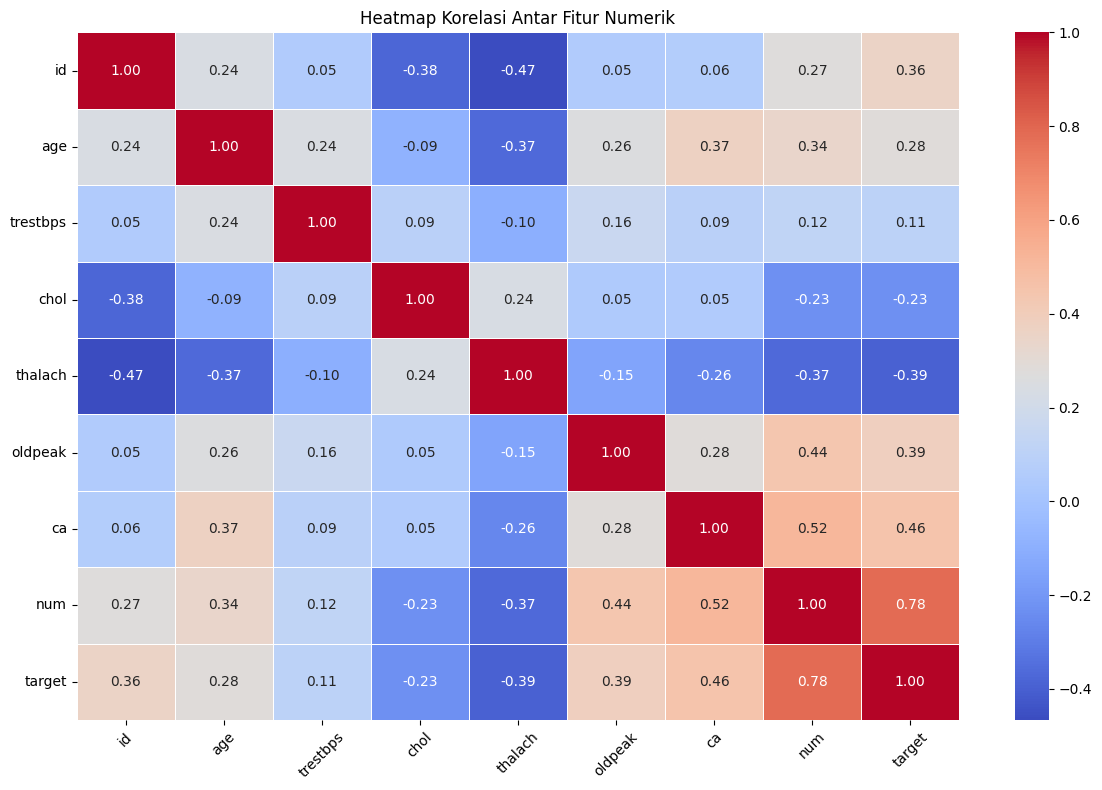 Heatmap Korelasi Antar Fitur Numerik
id 1.00 0.24 0.05 -0.38 -0.47 0.05 0.06 0.27 0.36
age 0.24 1.00 0.24 -0.09 -0.37 0.26 0.37 0.34 0.28
trestbps 0.05 0.24 1.00 0.09 -0.10 0.16 0.09 0.12 0.11
chol -0.38 -0.09 0.09 1.00 0.24 0.05 0.05 -0.23 -0.23
thalach -0.47 -0.37 -0.10 0.24 1.00 -0.15 -0.26 -0.37 -0.39
oldpeak 0.05 0.26 0.16 0.05 -0.15 1.00 0.28 0.44 0.39
ca 0.06 0.37 0.09 0.05 -0.26 0.28 1.00 0.52 0.46
num 0.27 0.34 0.12 -0.23 -0.37 0.44 0.52 1.00 0.78
target 0.36 0.28 0.11 -0.23 -0.39 0.39 0.46 0.78 1.00
id age trestbps chol thalach oldpeak ca num target
1.0
0.8
0.6
0.4
0.2
0.0
−0.2
−0.4